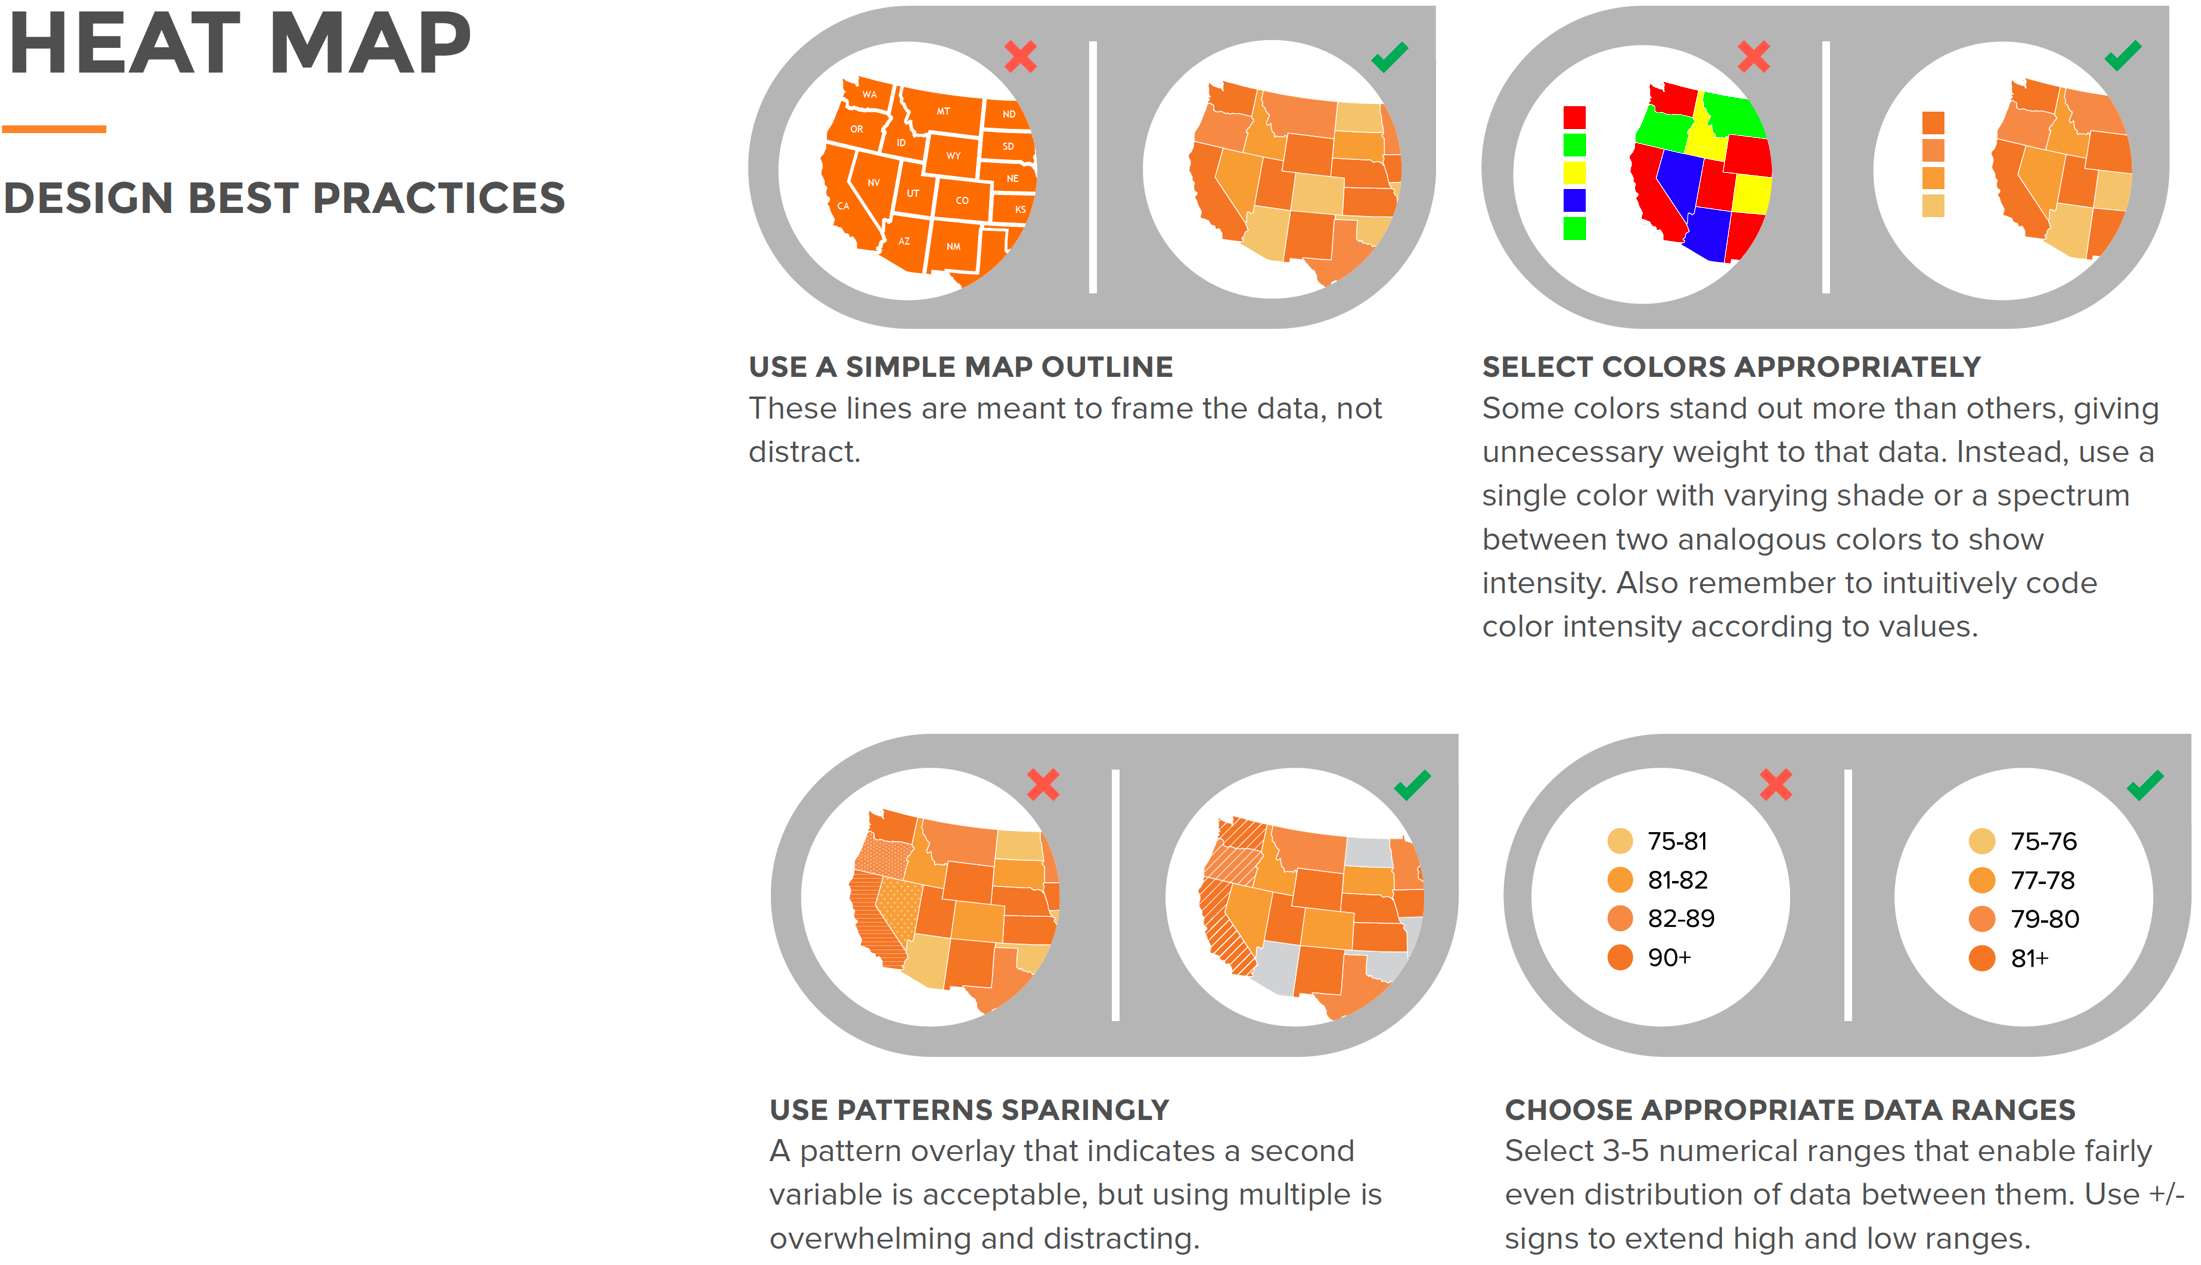 HEAT MAP
DESIGN BEST PRACTICES
WA
OR
CA
ID
NV
MT
WY
UT
AZ
CO
NM
ND
SD
NE
KS
USE A SIMPLE MAP OUTLINE
These lines are meant to frame the data, not
distract.
SELECT COLORS APPROPRIATELY
Some colors stand out more than others, giving
unnecessary weight to that data. Instead, use a
single color with varying shade or a spectrum
between two analogous colors to show
intensity. Also remember to intuitively code
color intensity according to values.
USE PATTERNS SPARINGLY
A pattern overlay that indicates a second
variable is acceptable, but using multiple is
overwhelming and distracting.
75-81
81-82
82-89
90+
75-76
77-78
79-80
81+
CHOOSE APPROPRIATE DATA RANGES
Select 3-5 numerical ranges that enable fairly
even distribution of data between them. Use +/-
signs to extend high and low ranges.